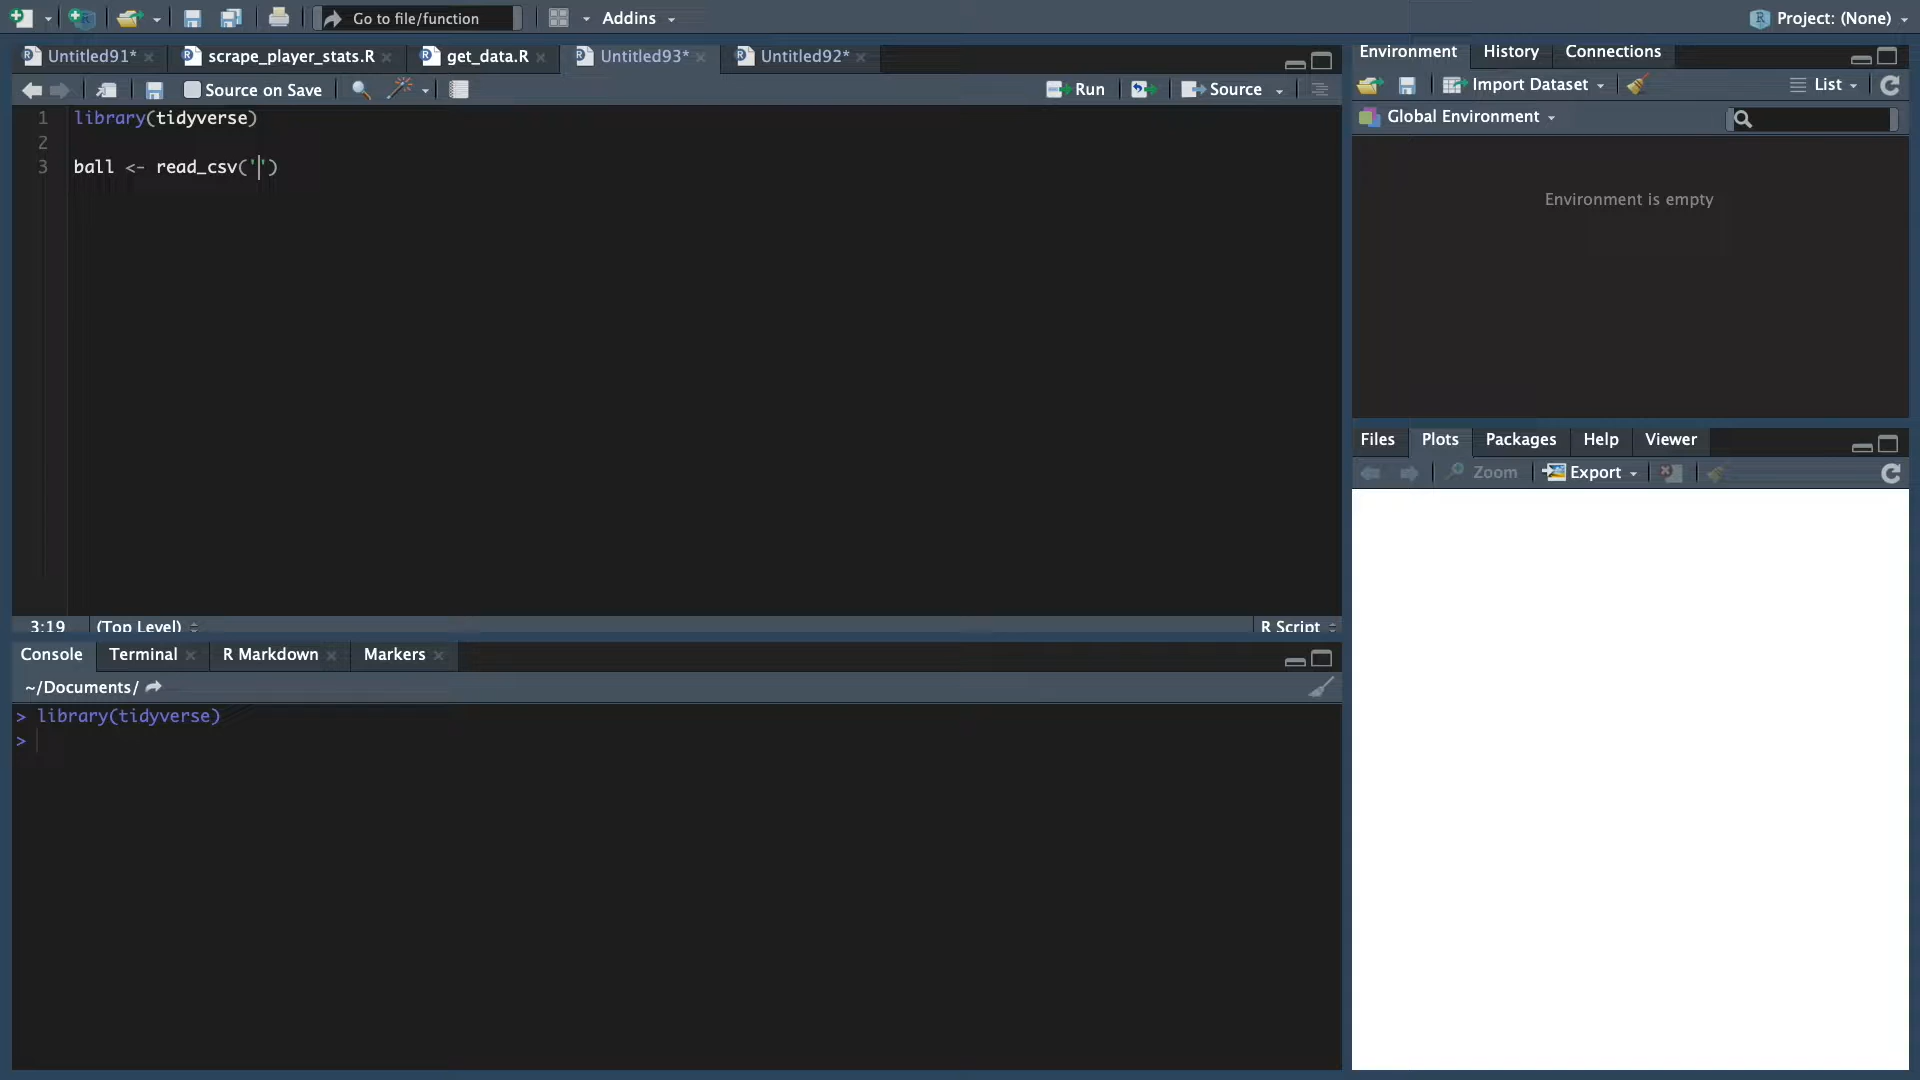 Go to file/function
Addins
Project: (None)
Untitled91*
scrape_player_stats.R
get_data.R
Untitled93*
Untitled92*
Source on Save
Run
Source
1 library(tidyverse)
2
3 ball <- read_csv('')
3:19 (Top Level)
R Script
Console
Terminal
R Markdown
Markers
~/Documents/
> library(tidyverse)
>
Environment
History
Connections
Import Dataset
List
Global Environment
Environment is empty
Files
Plots
Packages
Help
Viewer
Zoom
Export